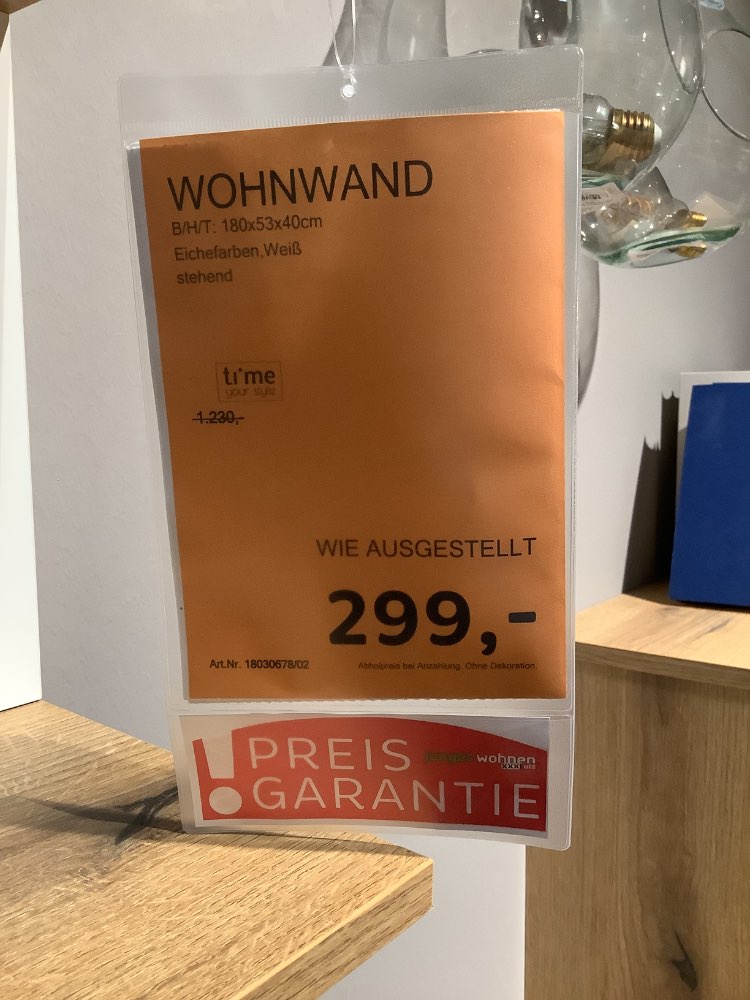 WOHNWAND
B/H/T: 180x53x40cm
Eichefarben,Weiß
stehend
time
your style
1.230,-
WIE AUSGESTELLT
299,-
Art.Nr. 18030678/02
Abholpreis bei Anzahlung. Ohne Dekoration.
! PREIS
GARANTIE
wohnen